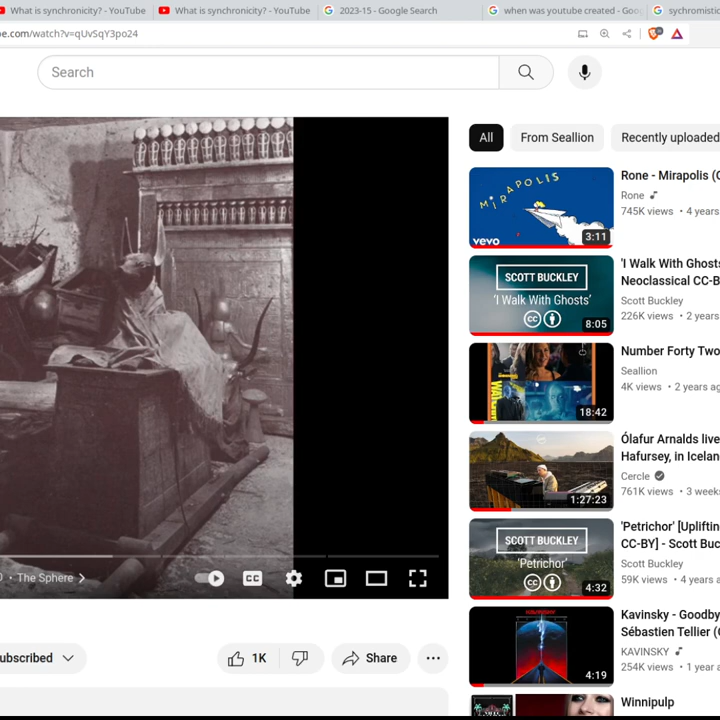 What is synchronicity? - YouTube
What is synchronicity? - YouTube
2023-15 - Google Search
when was youtube created - Goo
sychromistic
be.com/watch?v=qUvSqY3po24
Search
All
From Seallion
Recently uploaded
MIRAPOLIS
vevo
3:11
Rone - Mirapolis (
Rone
745K views • 4 years
SCOTT BUCKLEY
'I Walk With Ghosts'
8:05
'I Walk With Ghosts
Neoclassical CC-B
Scott Buckley
226K views • 2 years
18:42
Number Forty Two
Seallion
4K views • 2 years ag
1:27:23
Ólafur Arnalds live
Hafursey, in Icelan
Cercle
761K views • 3 week
SCOTT BUCKLEY
'Petrichor'
4:32
'Petrichor' [Upliftin
CC-BY] - Scott Buc
Scott Buckley
59K views • 4 years a
4:19
Kavinsky - Goodby
Sébastien Tellier (
KAVINSKY
254K views • 1 year a
Winnipulp
• The Sphere
CC
ubscribed
1K
Share